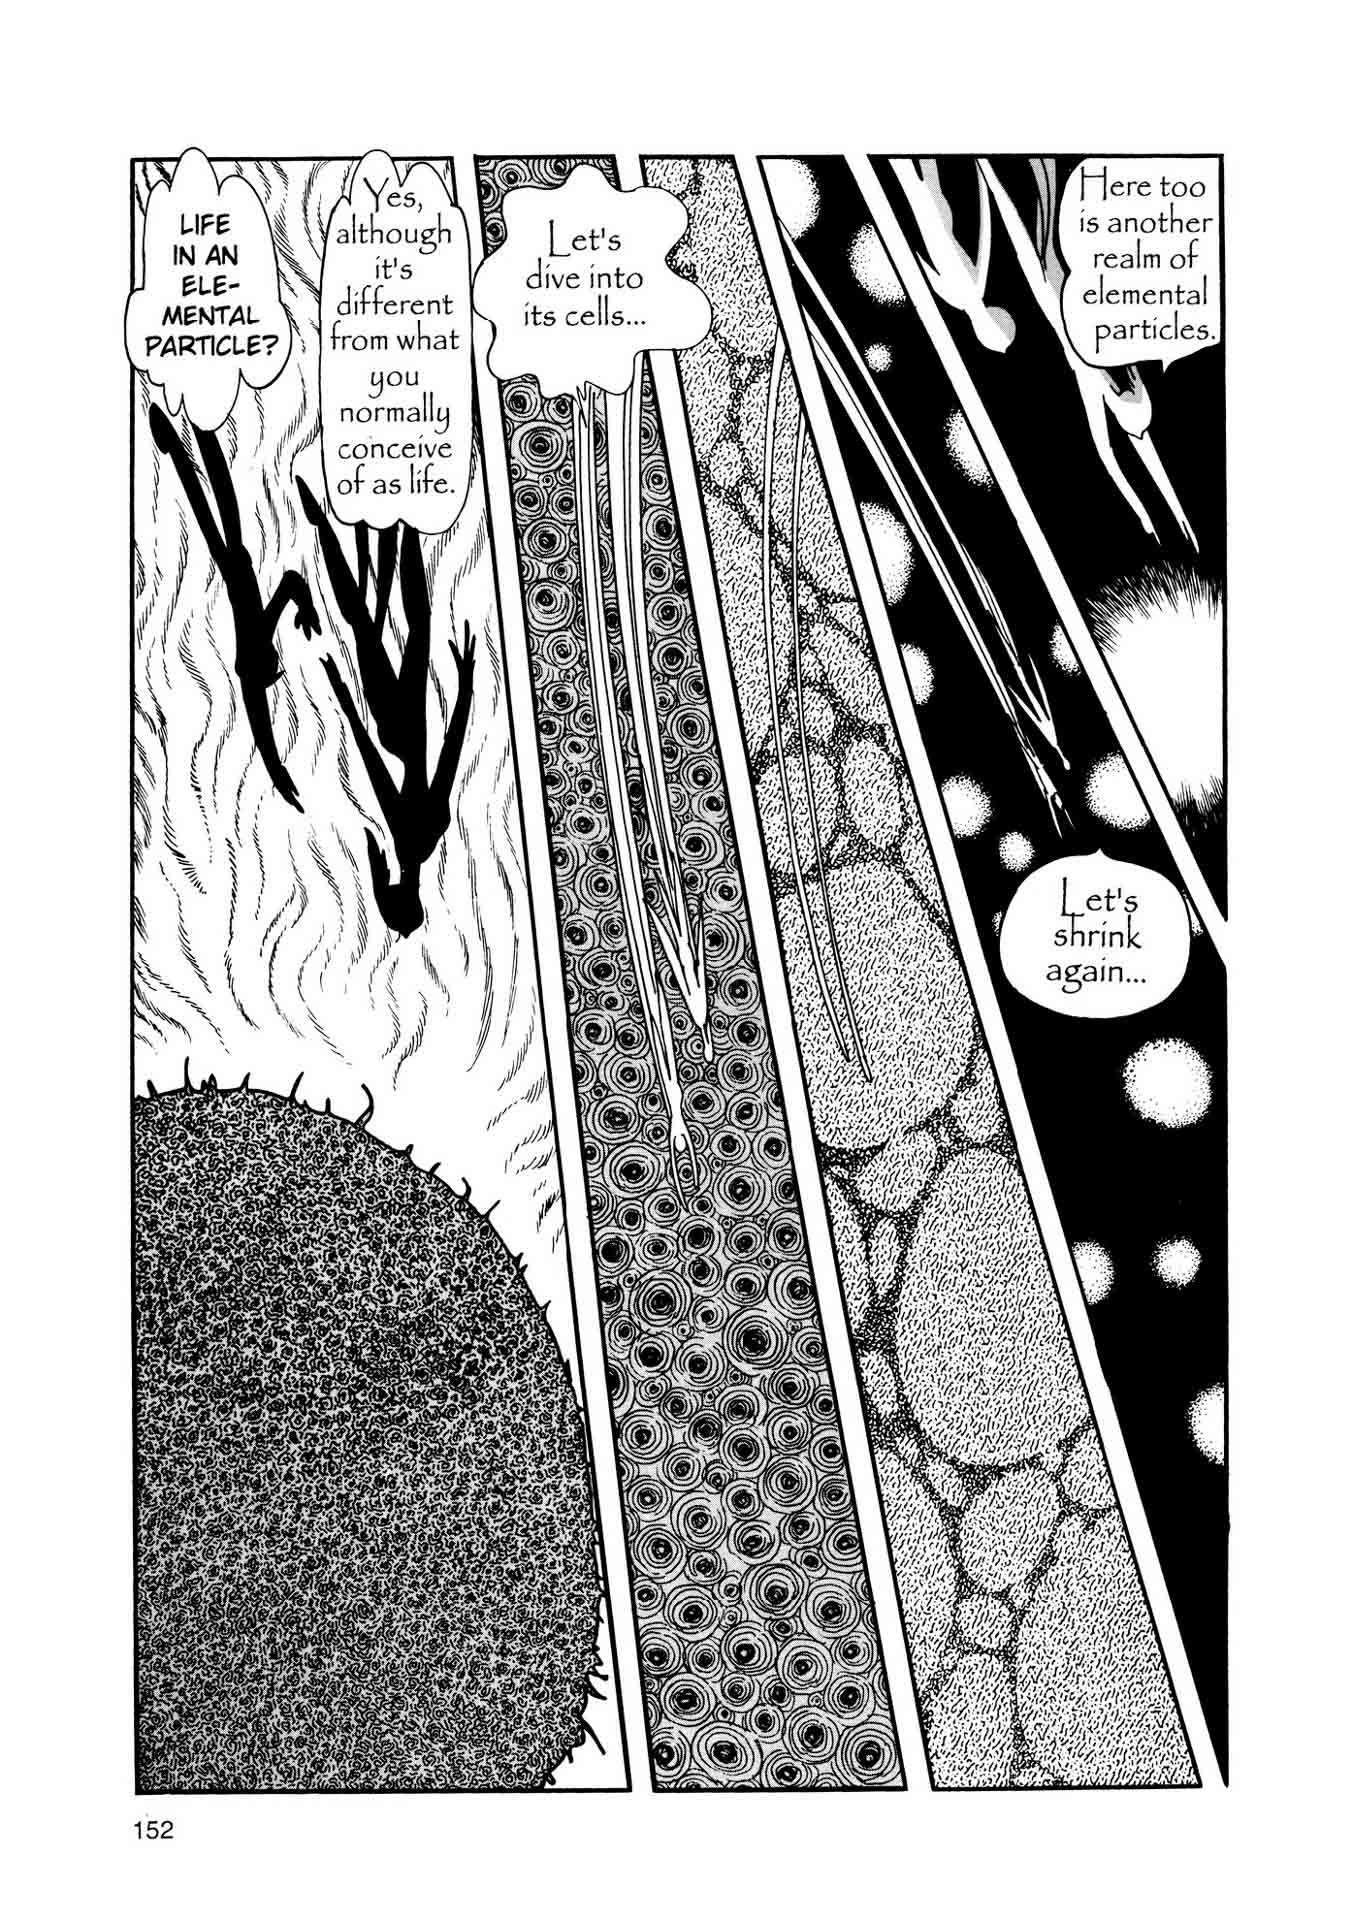 LIFE
IN AN
ELE-
MENTAL
PARTICLE?
Yes,
although
it's
different
from what
you
normally
conceive
of as life.
Let's
dive into
its cells...
Let's
shrink
again...
Here too
is another
realm of
elemental
particles.
152